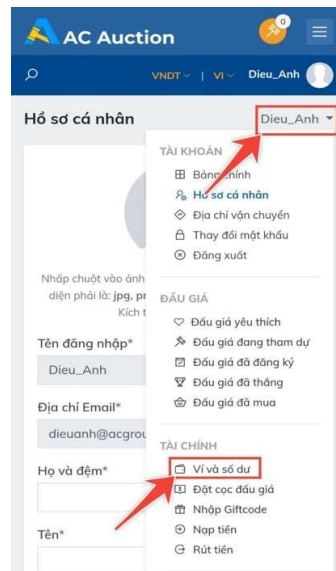 AC Auction
0
VNDT | VI Dieu_Anh
Hồ sơ cá nhân
Dieu_Anh
TÀI KHOẢN
Bảng chính
Hồ sơ cá nhân
Địa chỉ vận chuyển
Thay đổi mật khẩu
Đăng xuất
Nhấp chuột vào ảnh
diện phải là: jpg, pn
Kích t
ĐẤU GIÁ
Đấu giá yêu thích
Đấu giá đang tham dự
Đấu giá đã đăng ký
Đấu giá đã thắng
Đấu giá đã mua
Tên đăng nhập*
Dieu_Anh
Địa chỉ Email*
dieuanh@acgrou
TÀI CHÍNH
Ví và số dư
Đặt cọc đấu giá
Nhập Giftcode
Nạp tiền
Rút tiền
Họ và đệm*
Tên*